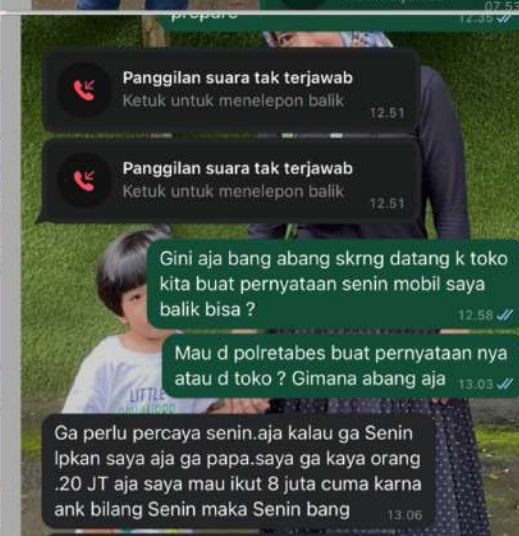 07.53
prepare
12.35
Panggilan suara tak terjawab
Ketuk untuk menelepon balik
12.51
Panggilan suara tak terjawab
Ketuk untuk menelepon balik
12.51
Gini aja bang abang skrng datang k toko
kita buat pernyataan senin mobil saya
balik bisa ?
12.58
Mau d polretabes buat pernyataan nya
atau d toko ? Gimana abang aja
13.03
LITTLE
Ga perlu percaya senin.aja kalau ga Senin
lpkan saya aja ga papa.saya ga kaya orang
.20 JT aja saya mau ikut 8 juta cuma karna
ank bilang Senin maka Senin bang
13.06